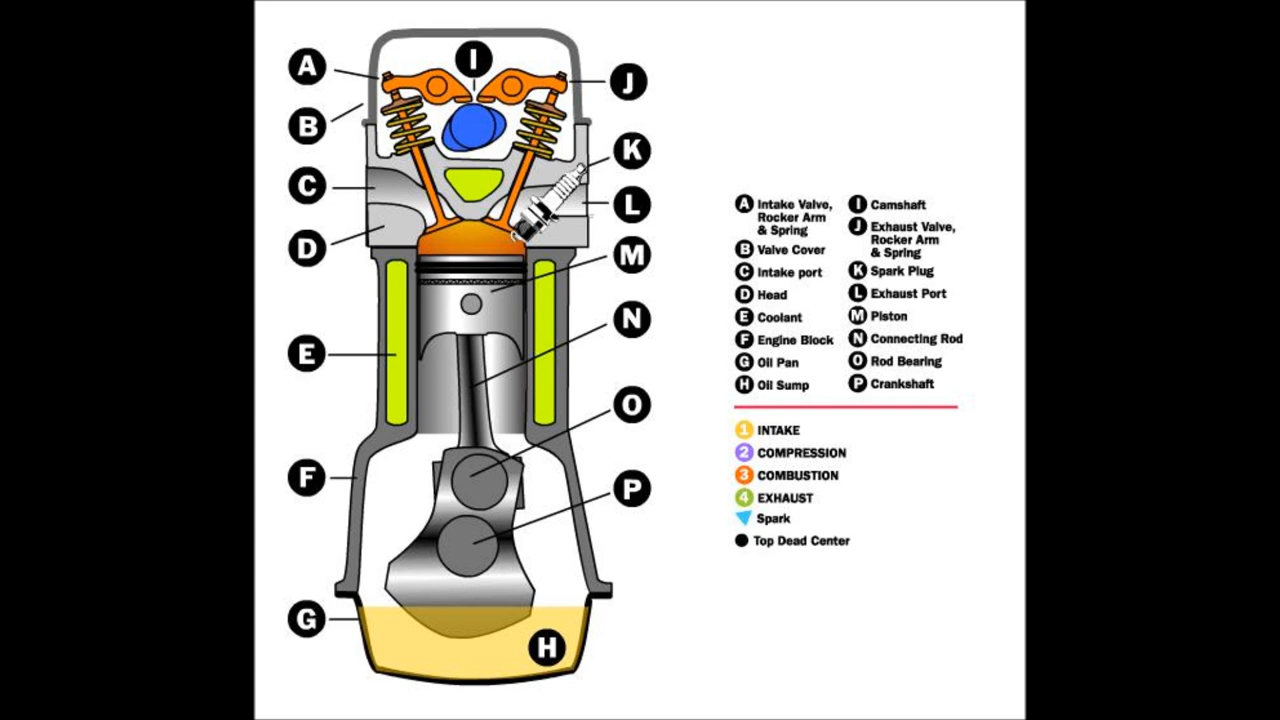 I
A
J
B
K
C
L
D
M
N
E
O
F
P
G
H
A Intake Valve,
Rocker Arm
& Spring
B Valve Cover
C Intake port
D Head
E Coolant
F Engine Block
G Oil Pan
H Oil Sump
I Camshaft
J Exhaust Valve,
Rocker Arm
& Spring
K Spark Plug
L Exhaust Port
M Piston
N Connecting Rod
O Rod Bearing
P Crankshaft
1 INTAKE
2 COMPRESSION
3 COMBUSTION
4 EXHAUST
Spark
Top Dead Center